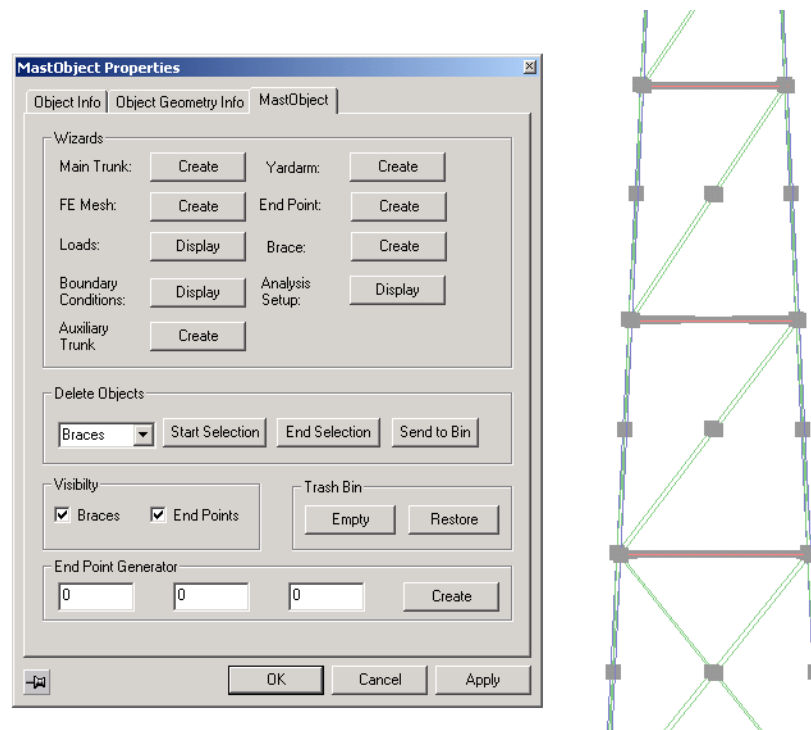 MastObject Properties
Object Info Object Geometry Info MastObject
Wizards
Main Trunk: Create Yardarm: Create
FE Mesh: Create End Point: Create
Loads: Display Brace: Create
Boundary Conditions: Display Analysis Setup: Display
Auxiliary Trunk Create
Delete Objects
Braces Start Selection End Selection Send to Bin
Visibilty Trash Bin
Braces End Points Empty Restore
End Point Generator
0 0 0 Create
OK Cancel Apply